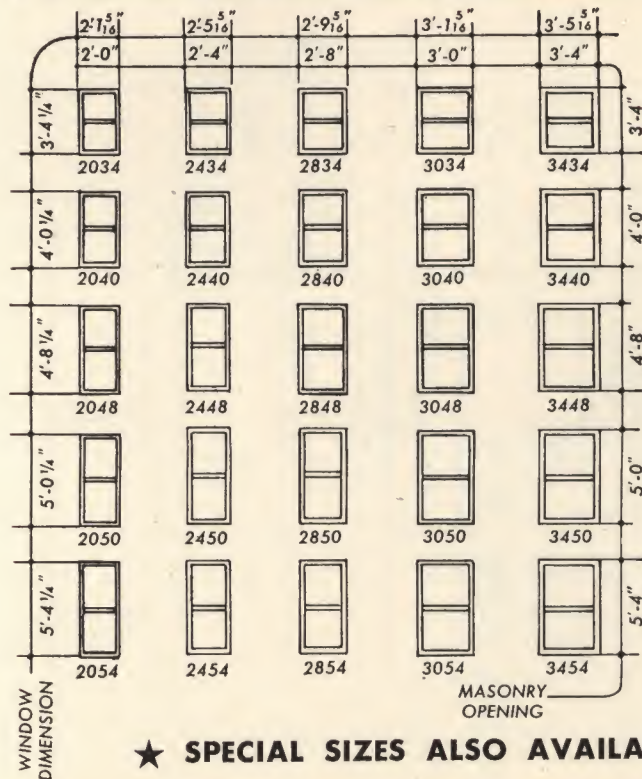 2'-1 5/16" 2'-5 5/16" 2'-9 5/16" 3'-1 5/16" 3'-5 5/16"
2'-0" 2'-4" 2'-8" 3'-0" 3'-4"
3'-4 1/4" 3'-4"
2034 2434 2834 3034 3434
4'-0 1/4" 4'-0"
2040 2440 2840 3040 3440
4'-8 1/4" 4'-8"
2048 2448 2848 3048 3448
5'-0 1/4" 5'-0"
2050 2450 2850 3050 3450
5'-4 1/4" 5'-4"
2054 2454 2854 3054 3454
WINDOW
DIMENSION
MASONRY
OPENING
★ SPECIAL SIZES ALSO AVAILA